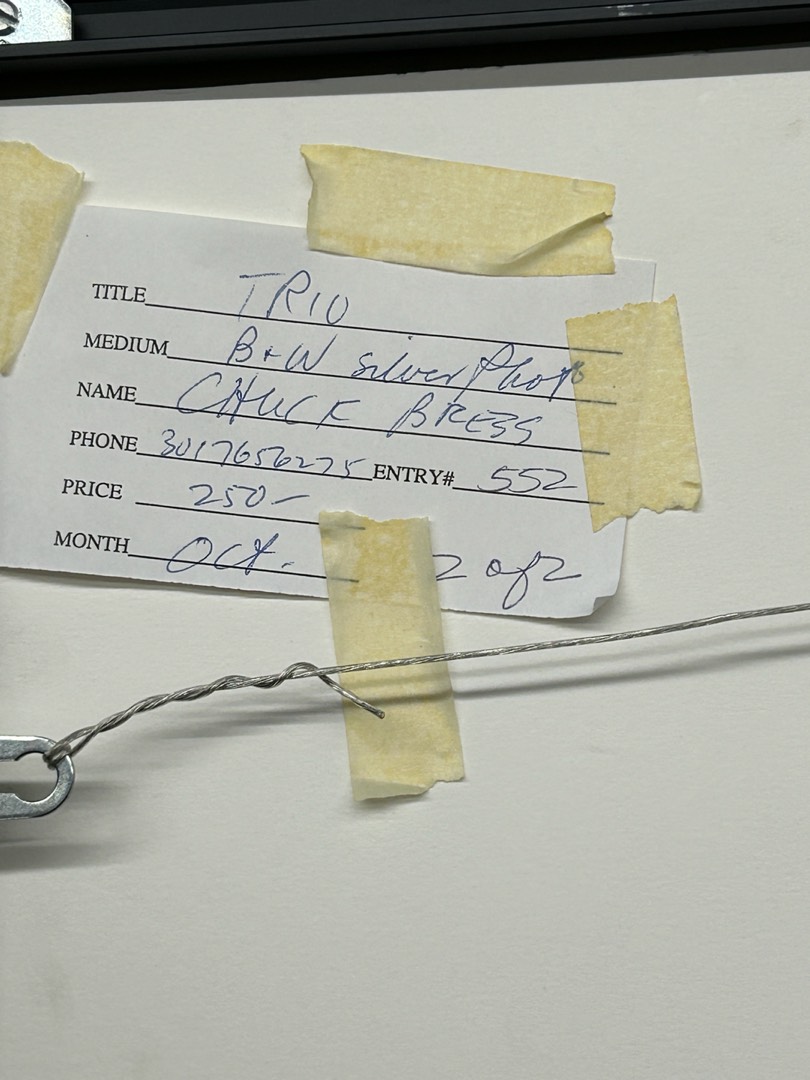 TITLE TRIO
MEDIUM B+W silver Photo
NAME CHUCK BRESS
PHONE 3017656275 ENTRY# 552
PRICE 250-
MONTH Oct. 2 of 2